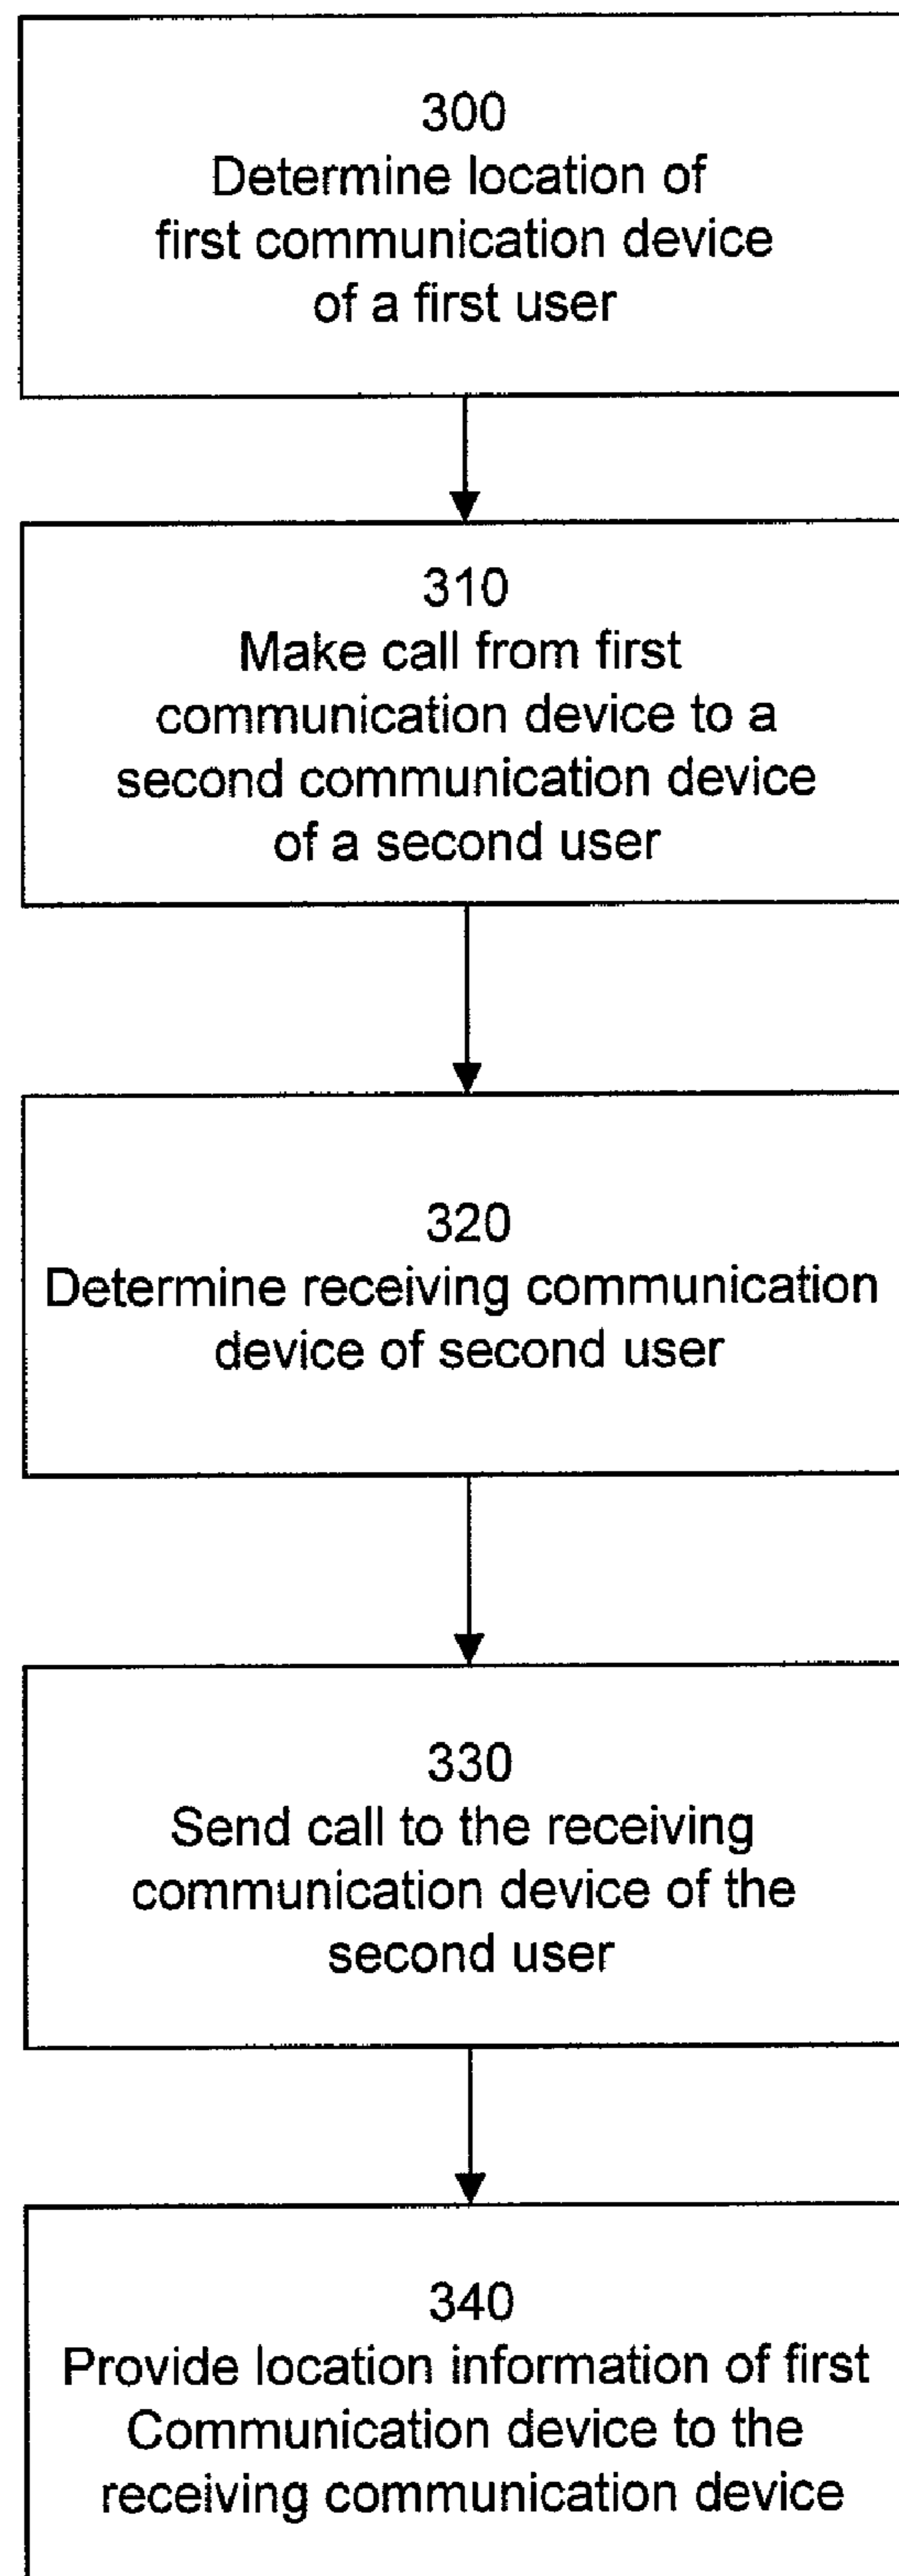 300
Determine location of
first communication device
of a first user
310
Make call from first
communication device to a
second communication device
of a second user
320
Determine receiving communication
device of second user
330
Send call to the receiving
communication device of the
second user
340
Provide location information of first
Communication device to the
receiving communication device